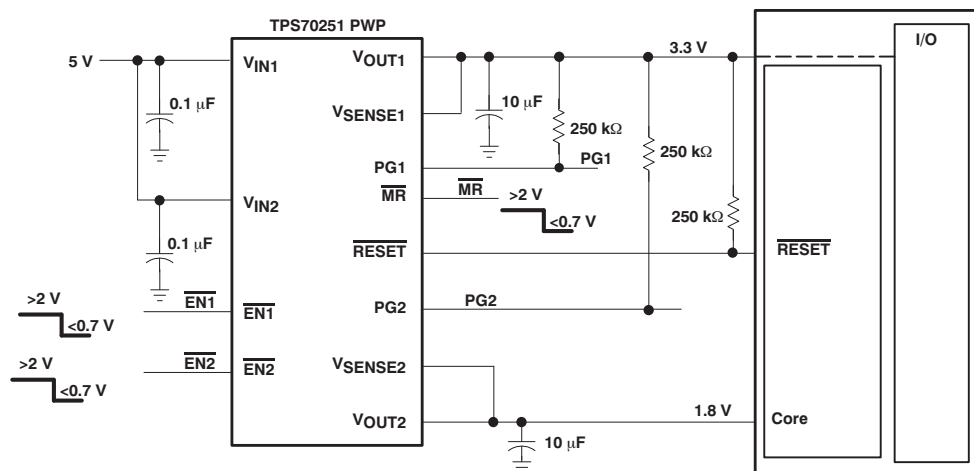 TPS70251 PWP
5 V
VIN1
0.1 μF
VIN2
0.1 μF
>2 V
<0.7 V
EN1
EN1
>2 V
<0.7 V
EN2
EN2
VOUT1
VSENSE1
PG1
MR
RESET
PG2
VSENSE2
VOUT2
10 μF
3.3 V
250 kΩ
PG1
MR
>2 V
<0.7 V
250 kΩ
250 kΩ
PG2
1.8 V
10 μF
I/O
RESET
Core